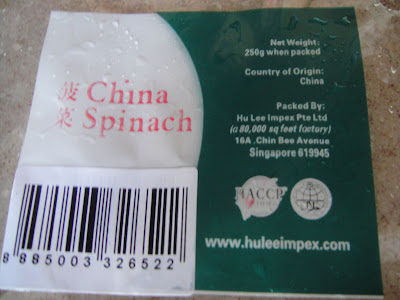 菠 China
菜 Spinach
Net Weight:
250g when packed
Country of Origin:
China
Packed By:
Hu Lee Impex Pte Ltd
(a 80,000 sq feet factory)
16A, Chin Bee Avenue
Singapore 619945
HACCP
www.huleeimpex.com
8 885003 326522